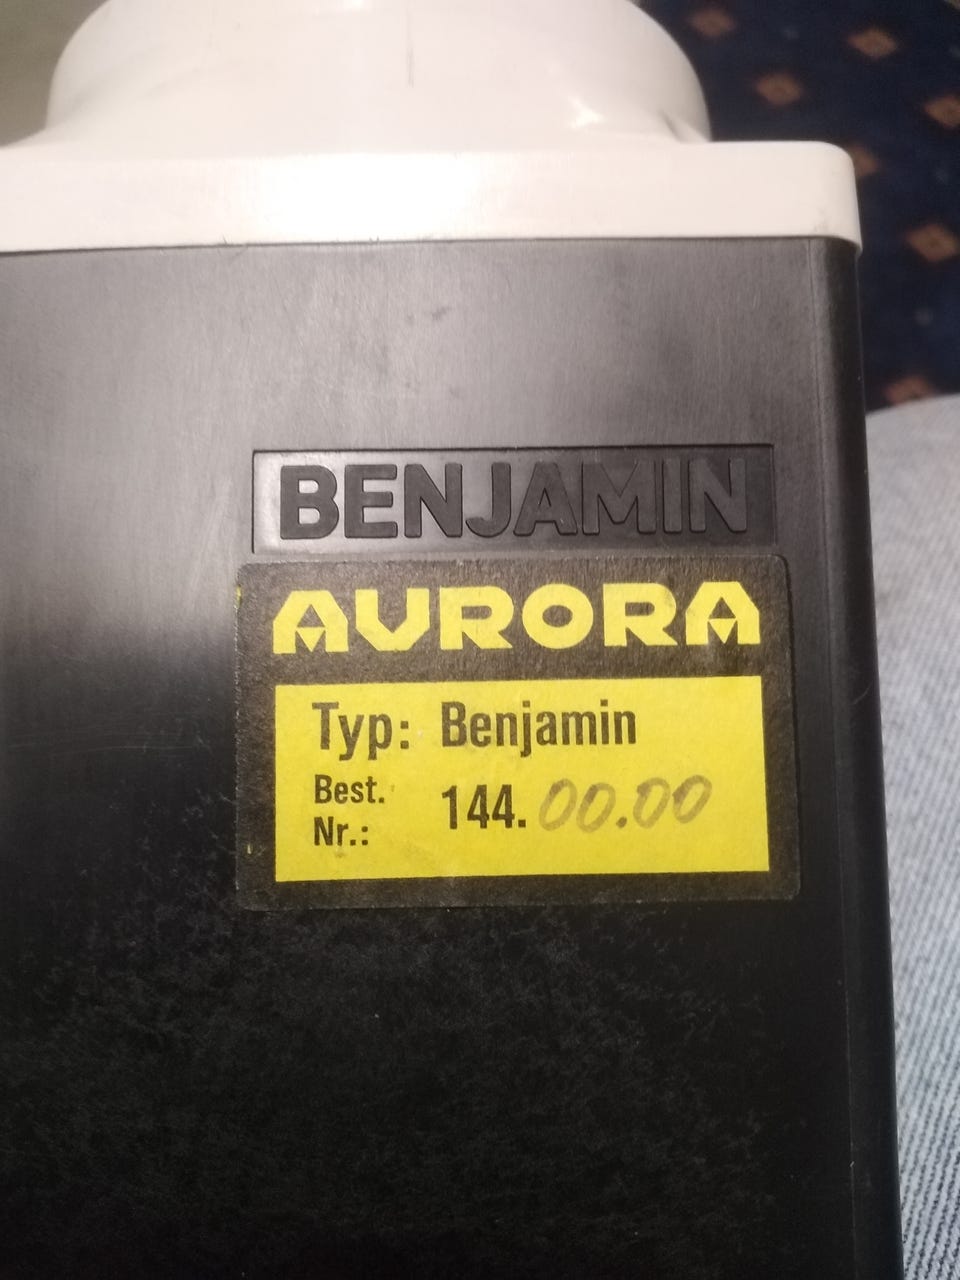 BENJAMIN
AURORA
Typ: Benjamin
Best.
Nr.: 144.00.00